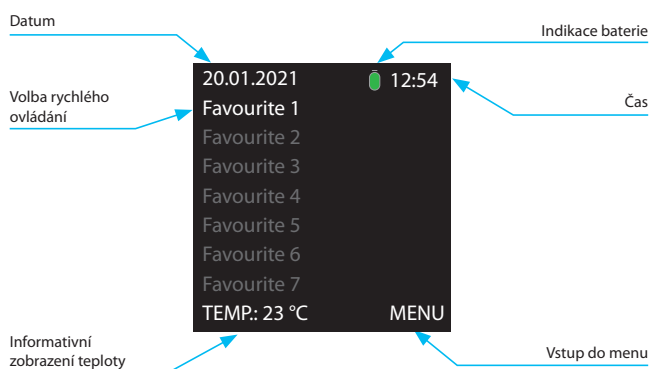 Datum
Indikace baterie
20.01.2021 12:54
Volba rychlého
ovládání
Čas
Favourite 1
Favourite 2
Favourite 3
Favourite 4
Favourite 5
Favourite 6
Favourite 7
TEMP.: 23 °C MENU
Informativní
zobrazení teploty
Vstup do menu